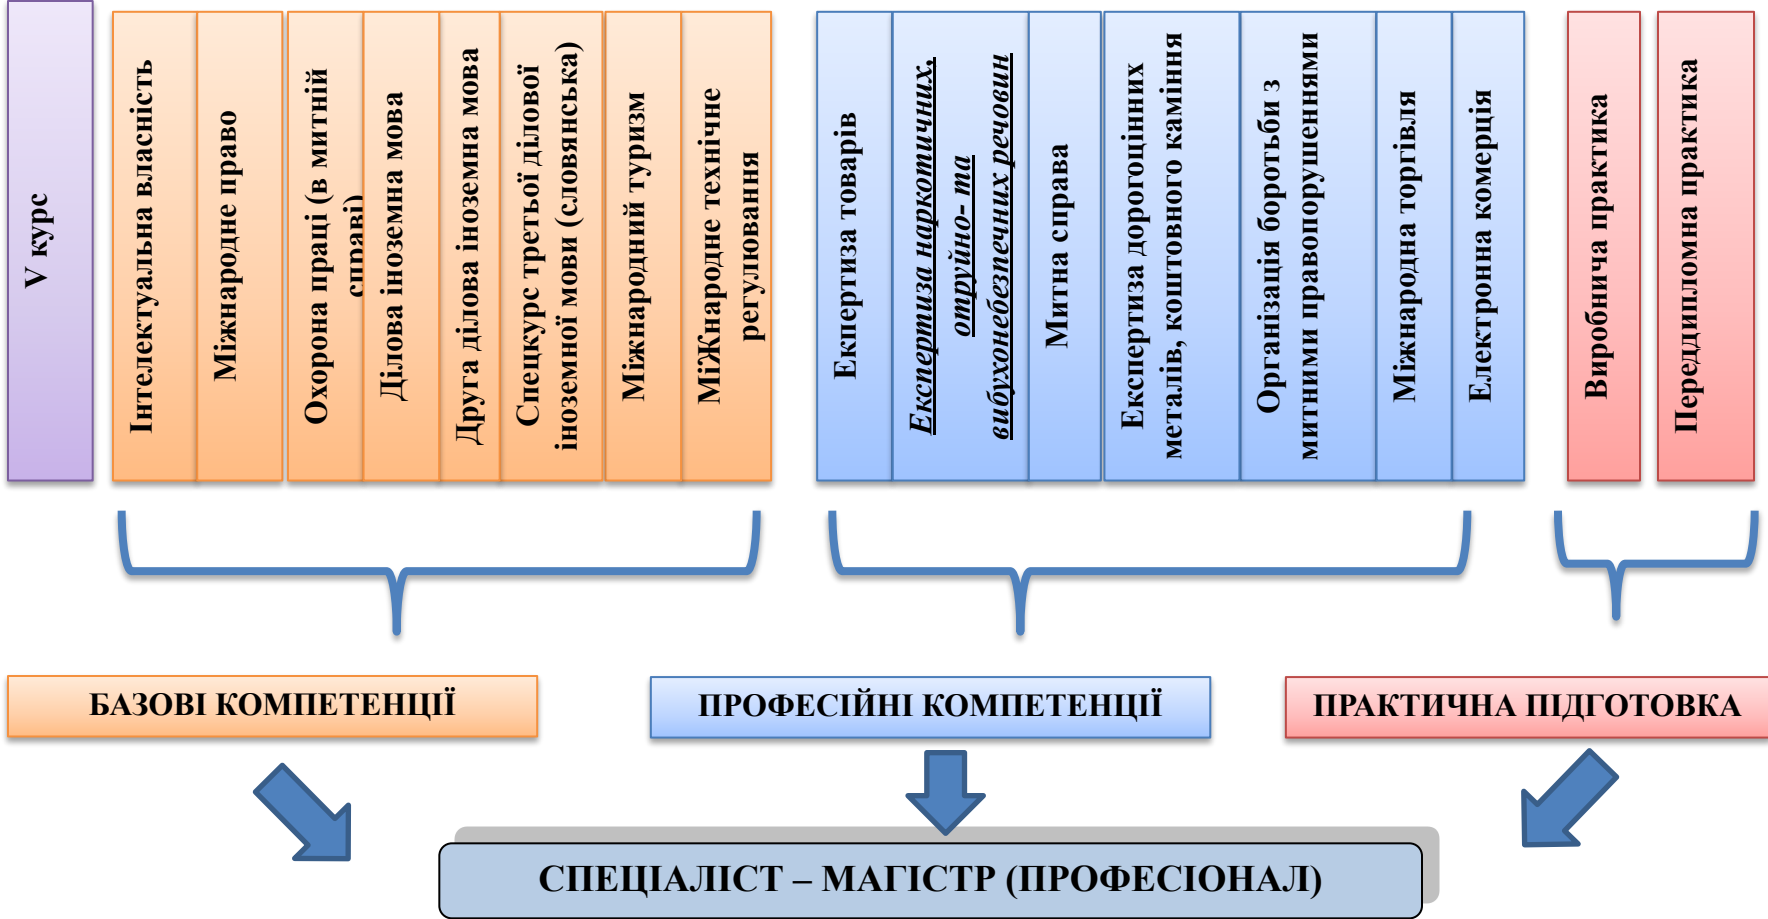 V курс
Інтелектуальна власність
Міжнародне право
Охорона праці (в митній
справі)
Ділова іноземна мова
Друга ділова іноземна мова
Спецкурс третьої ділової
іноземної мови (словянська)
Міжнародний туризм
МіЖнародне технічне
регулювання
Екпертиза товарів
Експертиза наркотичних,
отруйно- та
вибухонебезпечних речовин
Митна справа
Експертиза дорогоцінних
металів, коштовного каміння
Організація боротьби з
митними правопорушеннями
Міжнародна торгівля
Електронна комерція
Виробнича практика
Переддипломна практика
БАЗОВІ КОМПЕТЕНЦІЇ
ПРОФЕСІЙНІ КОМПЕТЕНЦІЇ
ПРАКТИЧНА ПІДГОТОВКА
СПЕЦІАЛІСТ – МАГІСТР (ПРОФЕСІОНАЛ)